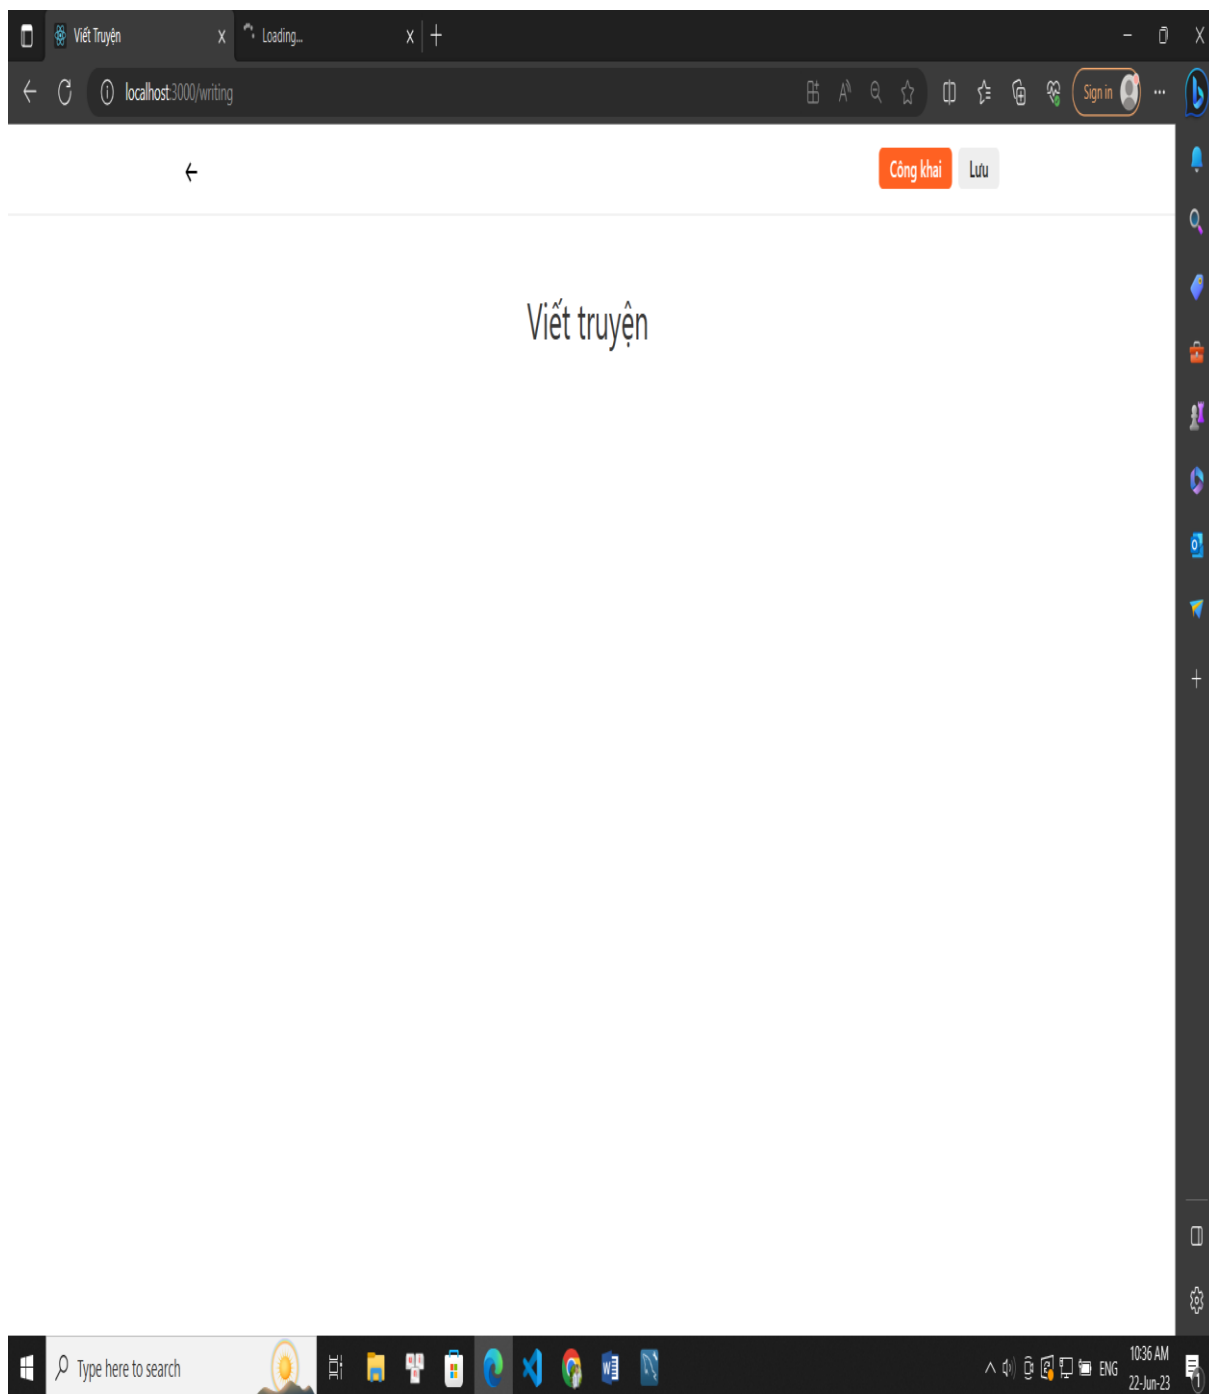 Viết Truyện
Loading...
localhost:3000/writing
Sign in
Công khai
Lưu
Viết truyện
Type here to search
ENG
10:36 AM
22-Jun-23
1